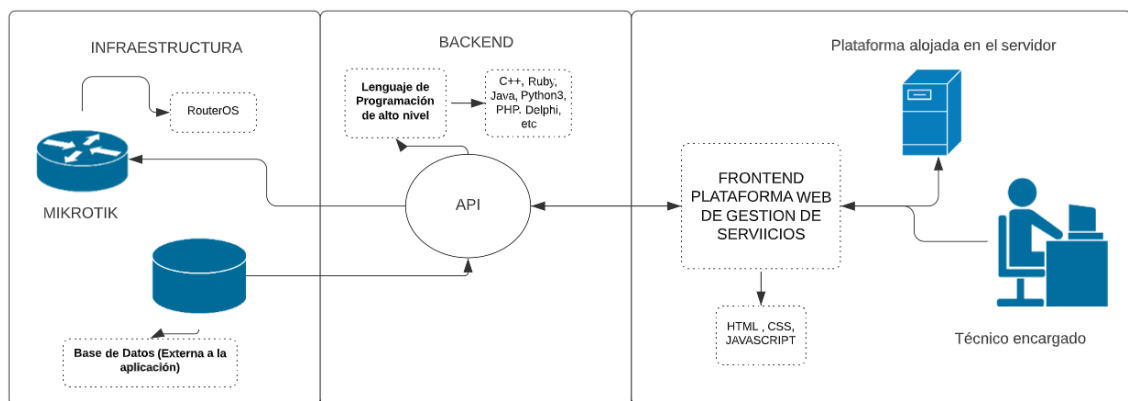 INFRAESTRUCTURA
RouterOS
MIKROTIK
Base de Datos (Externa a la
aplicación)
BACKEND
Lenguaje de
Programación
de alto nivel
C++, Ruby,
Java, Python3,
PHP. Delphi,
etc
API
Plataforma alojada en el servidor
FRONTEND
PLATAFORMA WEB
DE GESTION DE
SERVIICIOS
HTML , CSS,
JAVASCRIPT
Técnico encargado